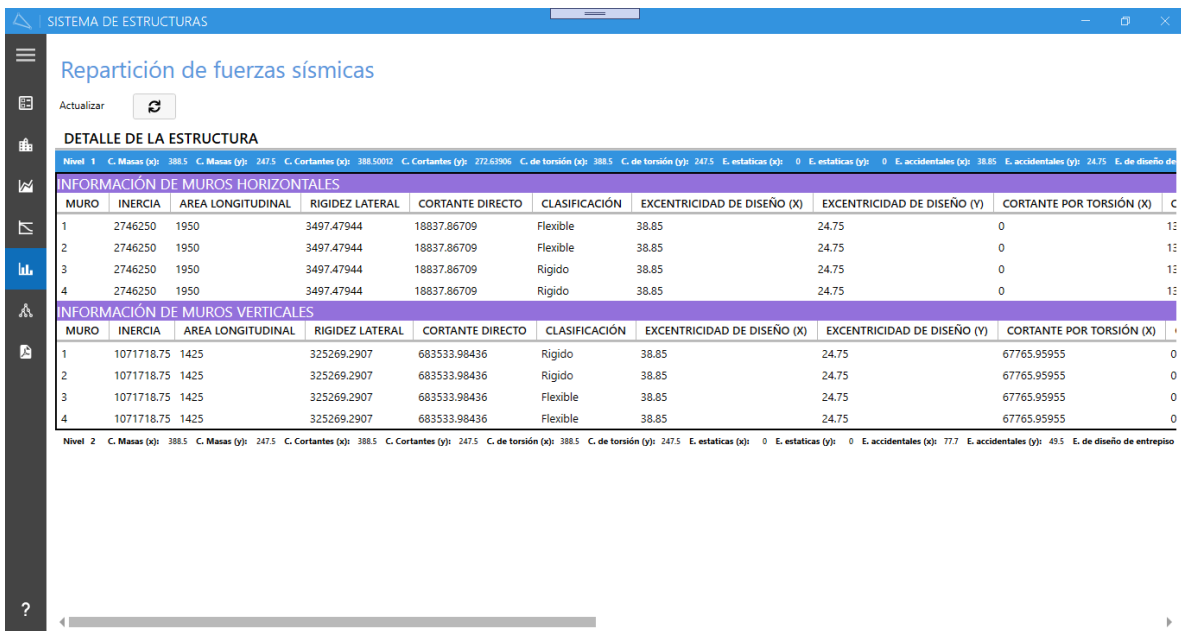 SISTEMA DE ESTRUCTURAS
Repartición de fuerzas sísmicas
Actualizar
DETALLE DE LA ESTRUCTURA
Nivel 1 C. Masas (x): 388.5 C. Masas (y): 247.5 C. Cortantes (x): 388.50012 C. Cortantes (y): 272.63906 C. de torsión (x): 388.5 C. de torsión (y): 247.5 E. estaticas (x): 0 E. estaticas (y): 0 E. accidentales (x): 38.85 E. accidentales (y): 24.75 E. de diseño de
INFORMACIÓN DE MUROS HORIZONTALES
MURO INERCIA AREA LONGITUDINAL RIGIDEZ LATERAL CORTANTE DIRECTO CLASIFICACIÓN EXCENTRICIDAD DE DISEÑO (X) EXCENTRICIDAD DE DISEÑO (Y) CORTANTE POR TORSIÓN (X) C
1 2746250 1950 3497.47944 18837.86709 Flexible 38.85 24.75 0 13
2 2746250 1950 3497.47944 18837.86709 Flexible 38.85 24.75 0 13
3 2746250 1950 3497.47944 18837.86709 Rigido 38.85 24.75 0 13
4 2746250 1950 3497.47944 18837.86709 Rigido 38.85 24.75 0 13
INFORMACIÓN DE MUROS VERTICALES
MURO INERCIA AREA LONGITUDINAL RIGIDEZ LATERAL CORTANTE DIRECTO CLASIFICACIÓN EXCENTRICIDAD DE DISEÑO (X) EXCENTRICIDAD DE DISEÑO (Y) CORTANTE POR TORSIÓN (X)
1 1071718.75 1425 325269.2907 683533.98436 Rigido 38.85 24.75 67765.95955 0
2 1071718.75 1425 325269.2907 683533.98436 Rigido 38.85 24.75 67765.95955 0
3 1071718.75 1425 325269.2907 683533.98436 Flexible 38.85 24.75 67765.95955 0
4 1071718.75 1425 325269.2907 683533.98436 Flexible 38.85 24.75 67765.95955 0
Nivel 2 C. Masas (x): 388.5 C. Masas (y): 247.5 C. Cortantes (x): 388.5 C. Cortantes (y): 247.5 C. de torsión (x): 388.5 C. de torsión (y): 247.5 E. estaticas (x): 0 E. estaticas (y): 0 E. accidentales (x): 77.7 E. accidentales (y): 49.5 E. de diseño de entrepiso
?